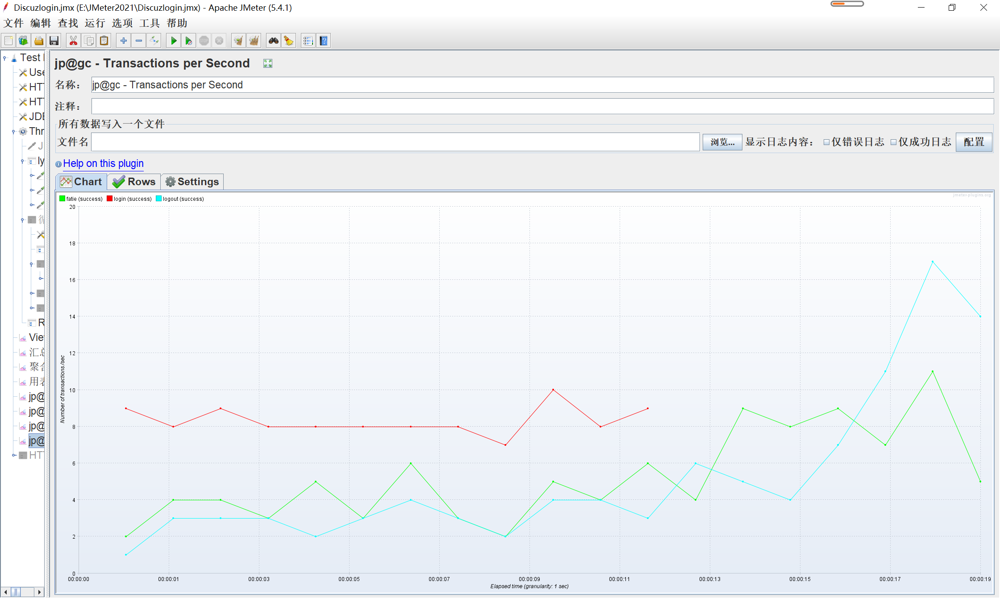 Discuzlogin.jmx (E:\JMeter2021\Discuzlogin.jmx) - Apache JMeter (5.4.1)
文件 编辑 查找 运行 选项 工具 帮助
Test
Use
HTT
HTT
JDB
Thr
J
ly
循
R
Vie
汇总
聚合
用表
jp@
jp@
jp@
jp@
HTT
jp@gc - Transactions per Second
名称： jp@gc - Transactions per Second
注释：
所有数据写入一个文件
文件名 浏览... 显示日志内容： 仅错误日志 仅成功日志 配置
Help on this plugin
Chart Rows Settings
fatie (success) login (success) logout (success)
jmeter-plugins.org
20
18
16
14
12
10
8
6
4
2
0
Number of transactions /sec
00:00:00 00:00:01 00:00:03 00:00:05 00:00:07 00:00:09 00:00:11 00:00:13 00:00:15 00:00:17 00:00:19
Elapsed time (granularity: 1 sec)